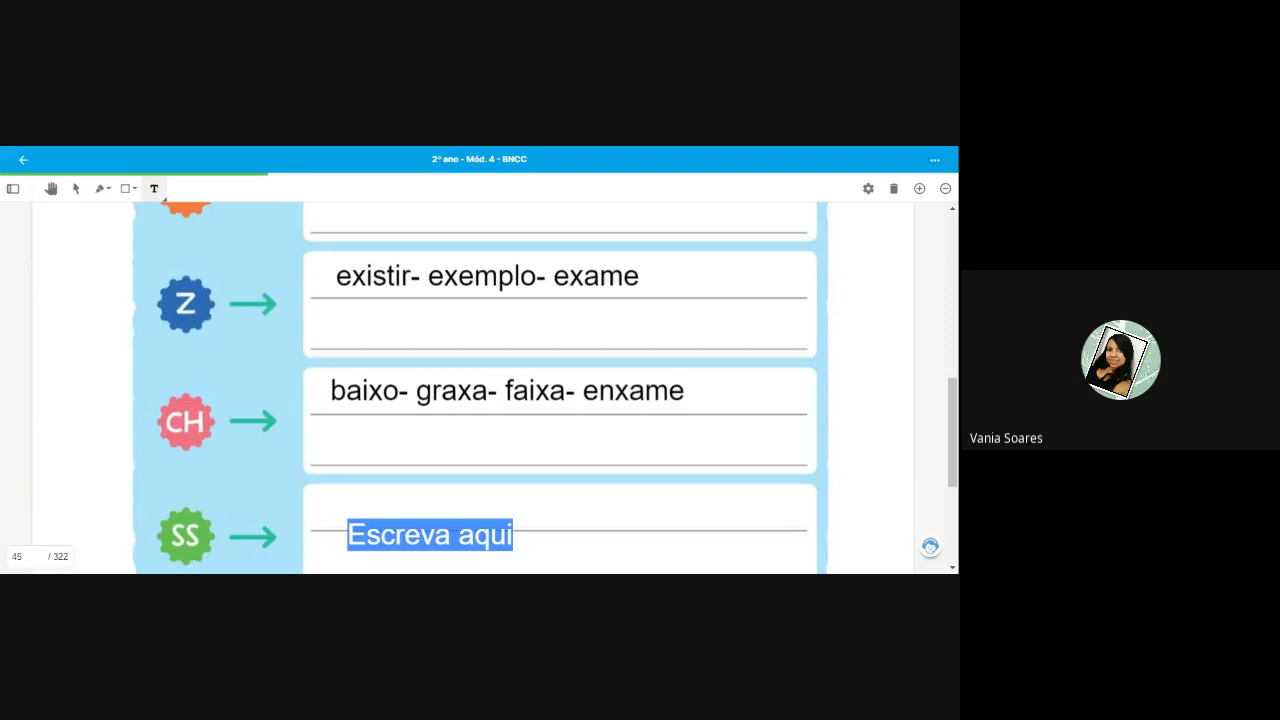 2º ano - Mód. 4 - BNCC
T
Z
existir- exemplo- exame
CH
baixo- graxa- faixa- enxame
SS
Escreva aqui
45 / 322
Vania Soares